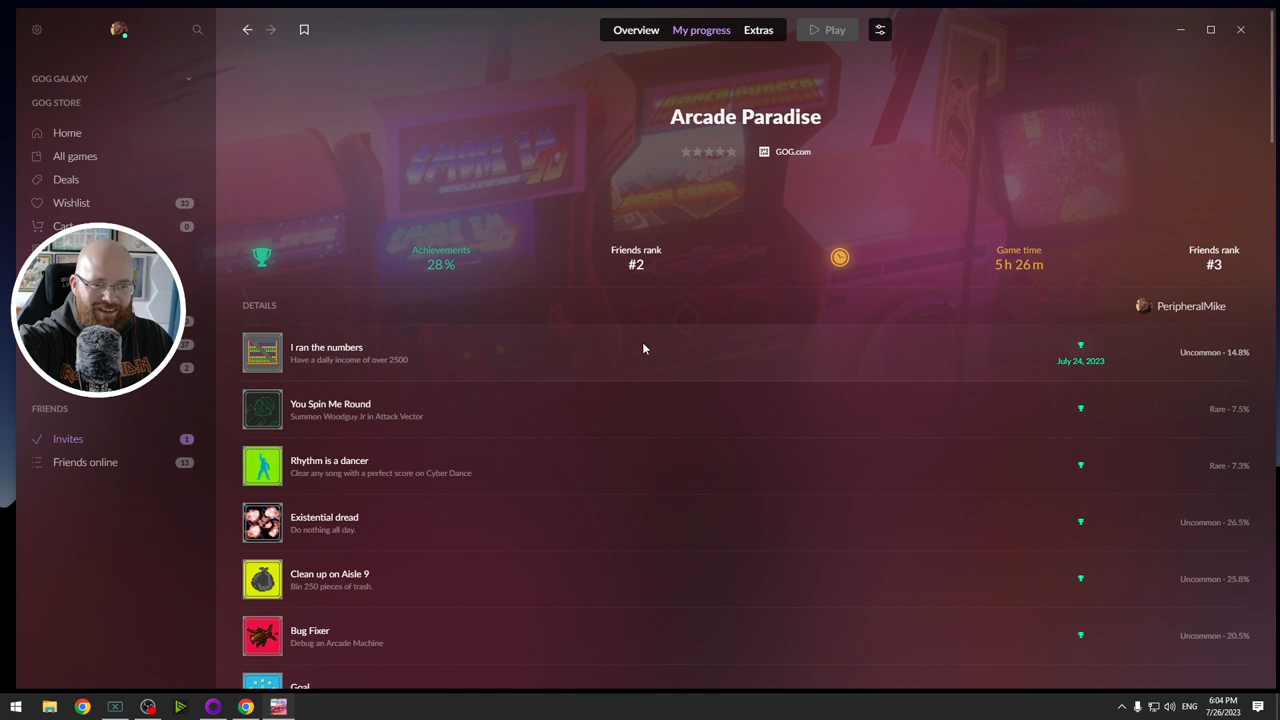 Overview
My progress
Extras
Play
GOG GALAXY
GOG STORE
Home
All games
Deals
Wishlist
33
Cart
0
2
FRIENDS
Invites
1
Friends online
13
Arcade Paradise
GOG.com
Achievements
28%
Friends rank
#2
Game time
5 h 26 m
Friends rank
#3
DETAILS
PeripheralMike
I ran the numbers
Have a daily income of over 2500
July 24, 2023
Uncommon - 14.8%
You Spin Me Round
Summon Woodguy Jr in Attack Vector
Rare - 7.5%
Rhythm is a dancer
Clear any song with a perfect score on Cyber Dance
Rare - 7.3%
Existential dread
Do nothing all day.
Uncommon - 26.5%
Clean up on Aisle 9
Bin 250 pieces of trash.
Uncommon - 25.8%
Bug Fixer
Debug an Arcade Machine
Uncommon - 20.5%
Goal
ENG
6:04 PM
7/26/2023